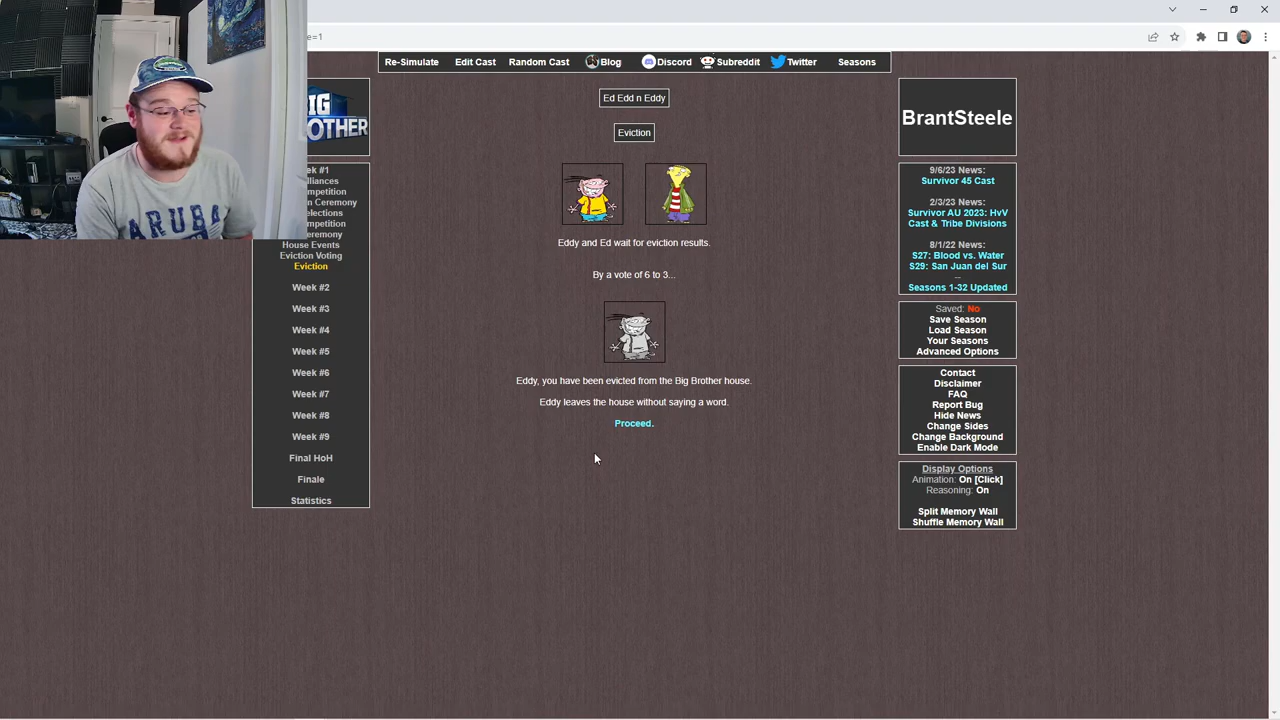 e=1
Re-Simulate Edit Cast Random Cast Blog Discord Subreddit Twitter Seasons
IG
ROTHER
ARUBA
Ed Edd n Eddy
Eviction
Eddy and Ed wait for eviction results.
By a vote of 6 to 3...
Eddy, you have been evicted from the Big Brother house.
Eddy leaves the house without saying a word.
Proceed.
ek #1
lliances
mpetition
n Ceremony
elections
mpetition
eremony
House Events
Eviction Voting
Eviction
Week #2
Week #3
Week #4
Week #5
Week #6
Week #7
Week #8
Week #9
Final HoH
Finale
Statistics
BrantSteele
9/6/23 News:
Survivor 45 Cast
2/3/23 News:
Survivor AU 2023: HvV
Cast & Tribe Divisions
8/1/22 News:
S27: Blood vs. Water
S29: San Juan del Sur
...
Seasons 1-32 Updated
Saved: No
Save Season
Load Season
Your Seasons
Advanced Options
Contact
Disclaimer
FAQ
Report Bug
Hide News
Change Sides
Change Background
Enable Dark Mode
Display Options
Animation: On [Click]
Reasoning: On
Split Memory Wall
Shuffle Memory Wall